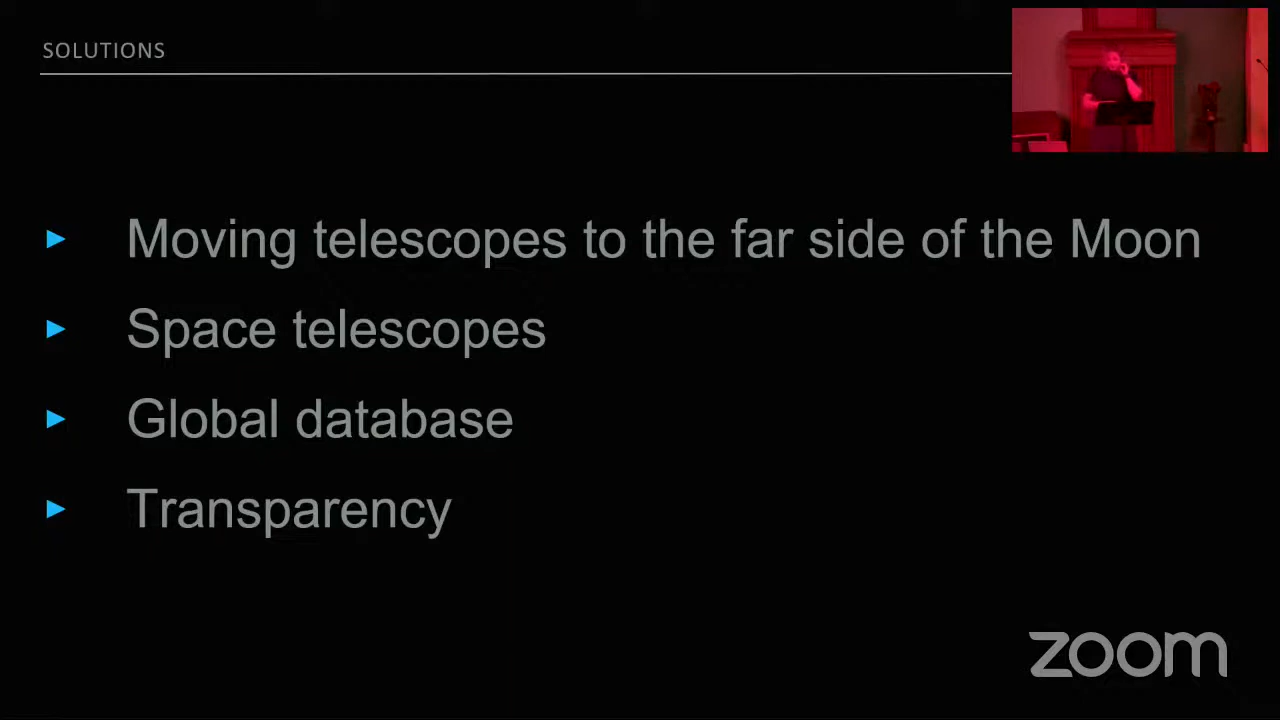 SOLUTIONS
Moving telescopes to the far side of the Moon
Space telescopes
Global database
Transparency
zoom